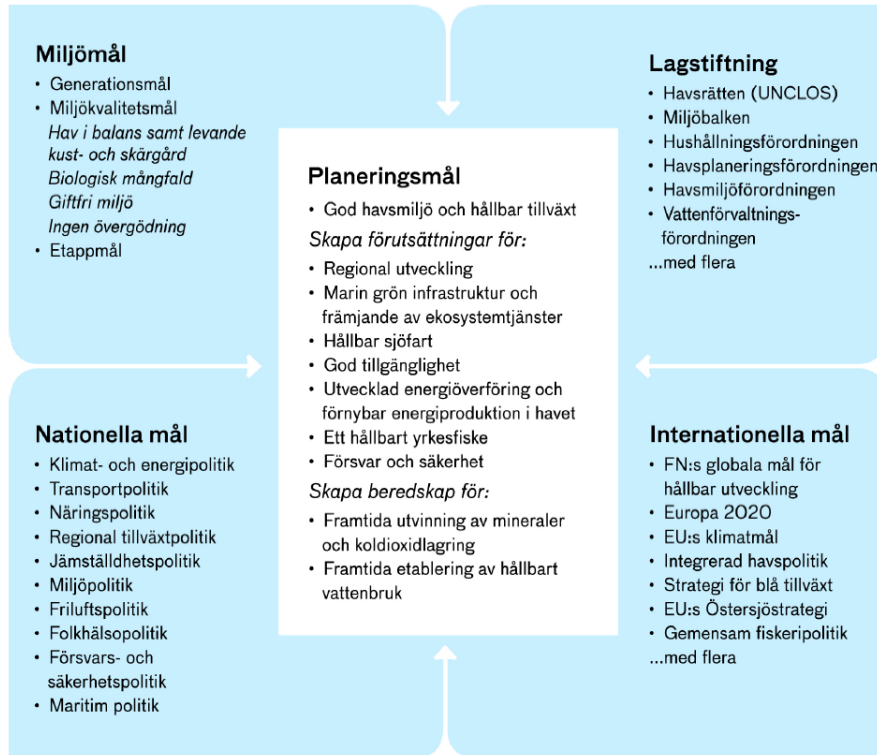 Miljömål
• Generationsmål
• Miljökvalitetsmål
Hav i balans samt levande
kust- och skärgård
Biologisk mångfald
Giftfri miljö
Ingen övergödning
• Etappmål
Lagstiftning
• Havsrätten (UNCLOS)
• Miljöbalken
• Hushållningsförordningen
• Havsplaneringsförordningen
• Havsmiljöförordningen
• Vattenförvaltnings-
förordningen
...med flera
Planeringsmål
• God havsmiljö och hållbar tillväxt
Skapa förutsättningar för:
• Regional utveckling
• Marin grön infrastruktur och
främjande av ekosystemtjänster
• Hållbar sjöfart
• God tillgänglighet
• Utvecklad energiöverföring och
förnybar energiproduktion i havet
• Ett hållbart yrkesfiske
• Försvar och säkerhet
Skapa beredskap för:
• Framtida utvinning av mineraler
och koldioxidlagring
• Framtida etablering av hållbart
vattenbruk
Nationella mål
• Klimat- och energipolitik
• Transportpolitik
• Näringspolitik
• Regional tillväxtpolitik
• Jämställdhetspolitik
• Miljöpolitik
• Friluftspolitik
• Folkhälsopolitik
• Försvars- och
säkerhetspolitik
• Maritim politik
Internationella mål
• FN:s globala mål för
hållbar utveckling
• Europa 2020
• EU:s klimatmål
• Integrerad havspolitik
• Strategi för blå tillväxt
• EU:s Östersjöstrategi
• Gemensam fiskeripolitik
...med flera